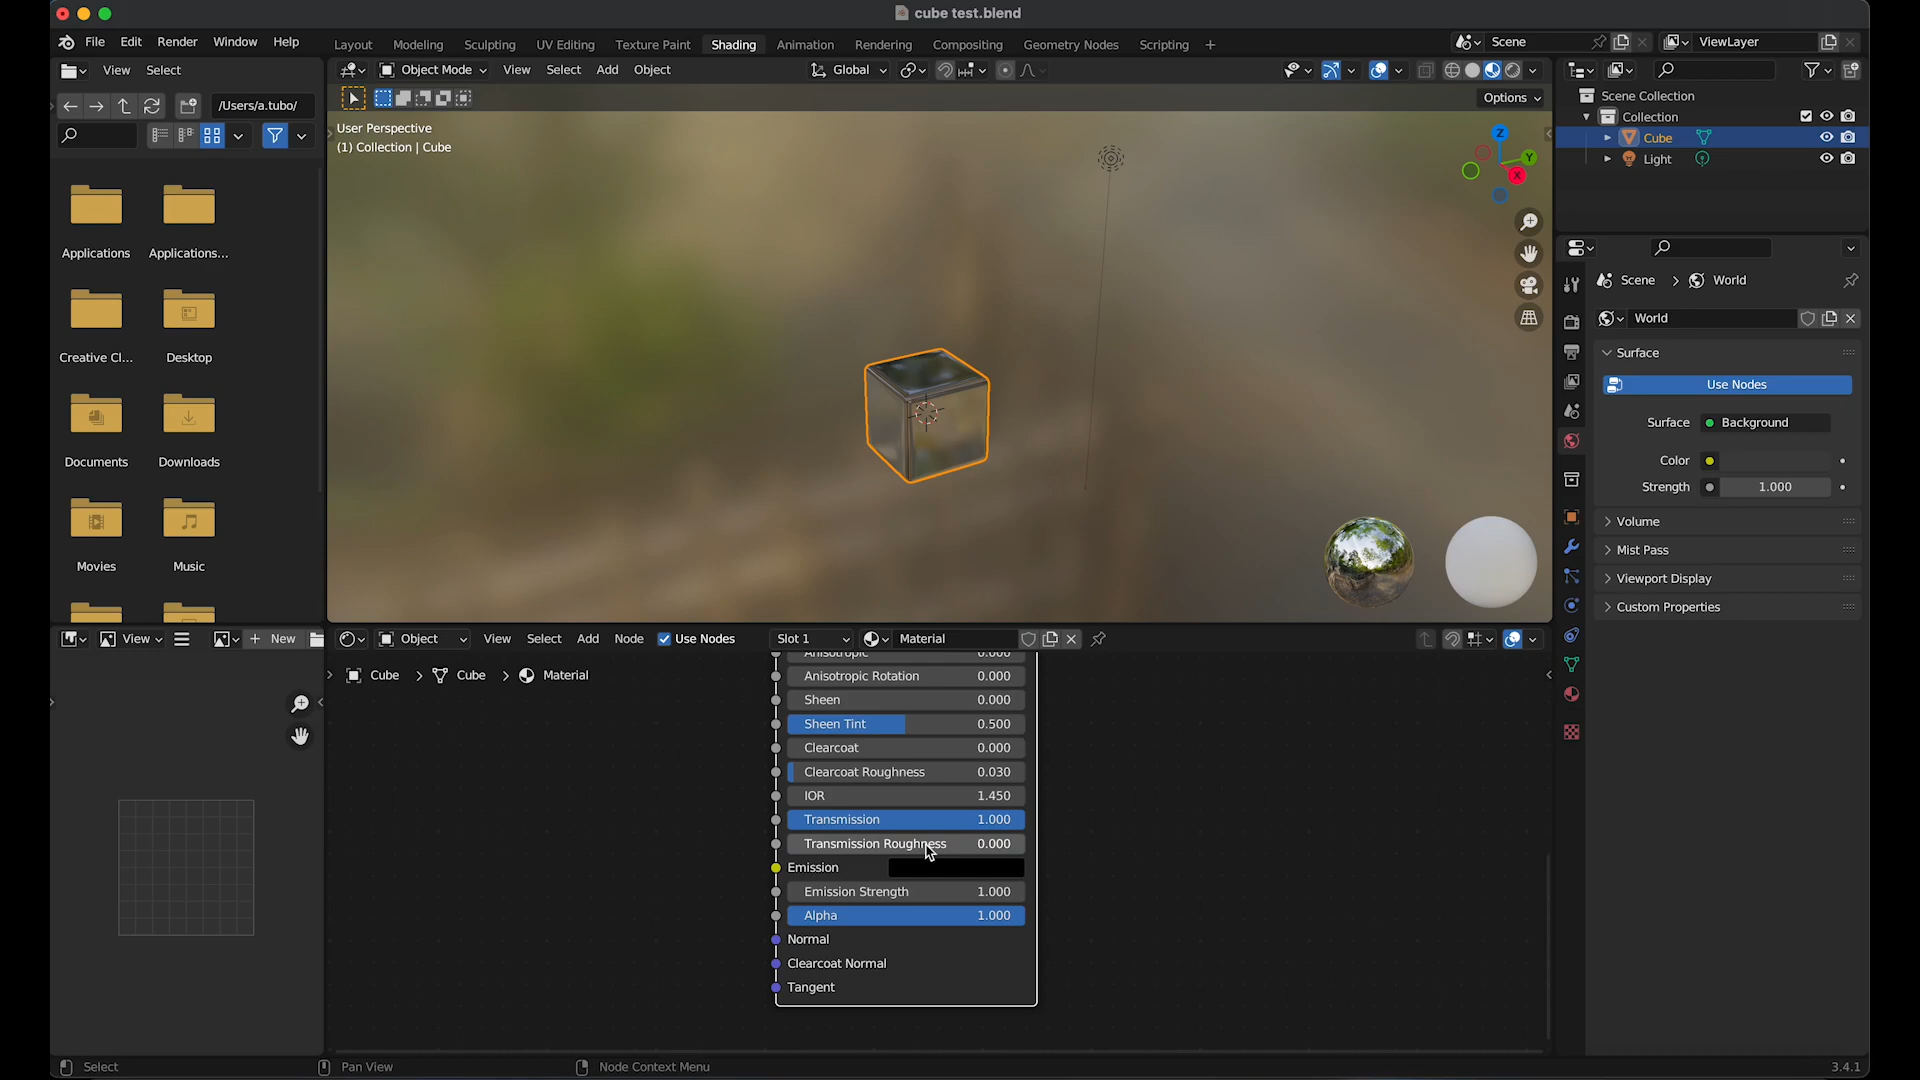 cube test.blend
File Edit Render Window Help
Layout Modeling Sculpting UV Editing Texture Paint Shading Animation Rendering Compositing Geometry Nodes Scripting +
Scene
ViewLayer
View Select
Object Mode View Select Add Object
Global
/Users/a.tubo/
Options
Scene Collection
Collection
Cube
Light
User Perspective
(1) Collection | Cube
Z
Y
X
Applications Applications...
Creative Cl... Desktop
Documents Downloads
Movies Music
Scene > World
World
Surface
Use Nodes
Surface Background
Color
Strength 1.000
Volume
Mist Pass
Viewport Display
Custom Properties
View + New
Object View Select Add Node Use Nodes Slot 1 Material
Cube > Cube > Material
Anisotropic 0.000
Anisotropic Rotation 0.000
Sheen 0.000
Sheen Tint 0.500
Clearcoat 0.000
Clearcoat Roughness 0.030
IOR 1.450
Transmission 1.000
Transmission Roughness 0.000
Emission
Emission Strength 1.000
Alpha 1.000
Normal
Clearcoat Normal
Tangent
Select Pan View Node Context Menu 3.4.1